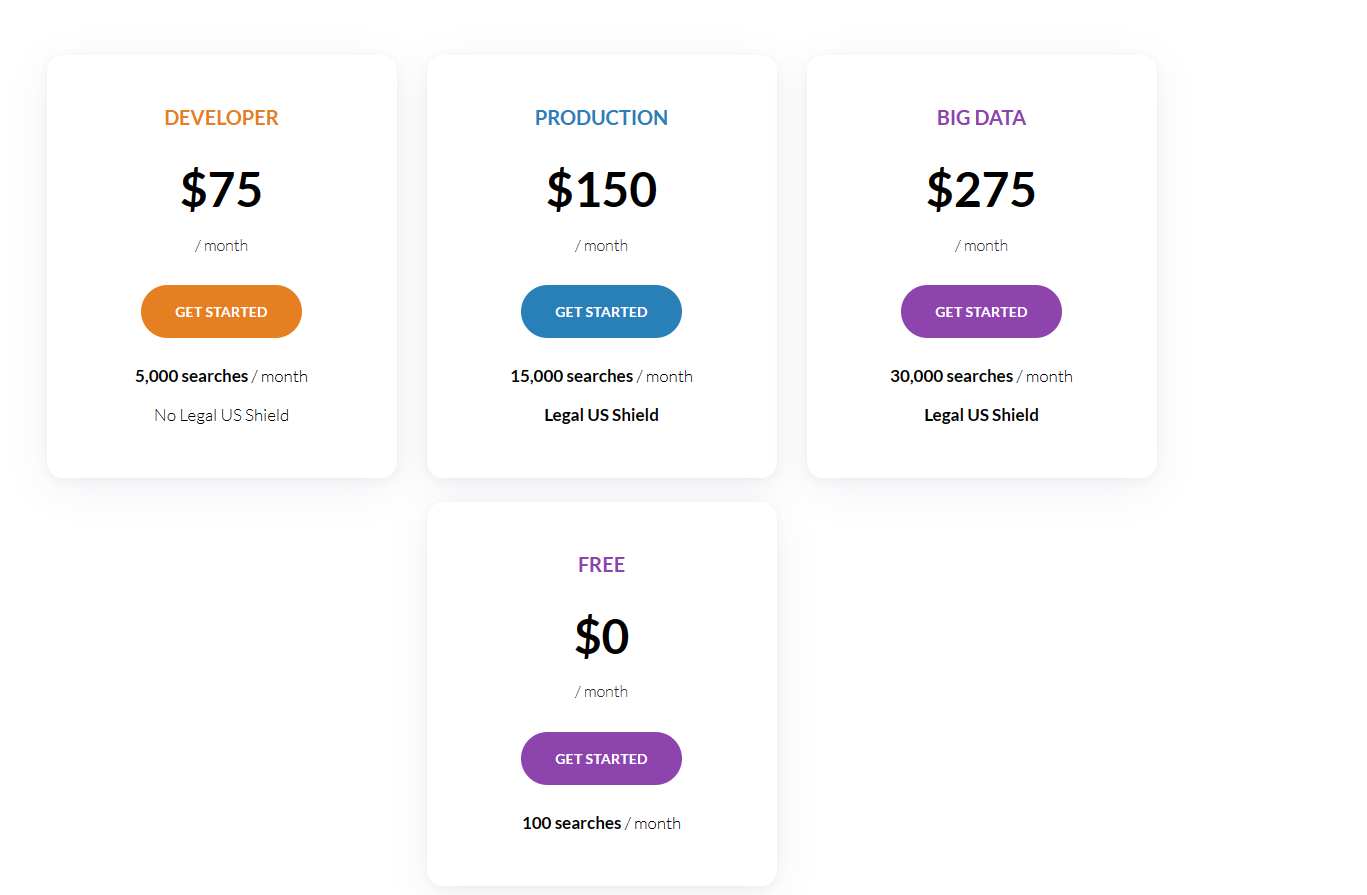 DEVELOPER
$75
/ month
GET STARTED
5,000 searches / month
No Legal US Shield
PRODUCTION
$150
/ month
GET STARTED
15,000 searches / month
Legal US Shield
BIG DATA
$275
/ month
GET STARTED
30,000 searches / month
Legal US Shield
FREE
$0
/ month
GET STARTED
100 searches / month